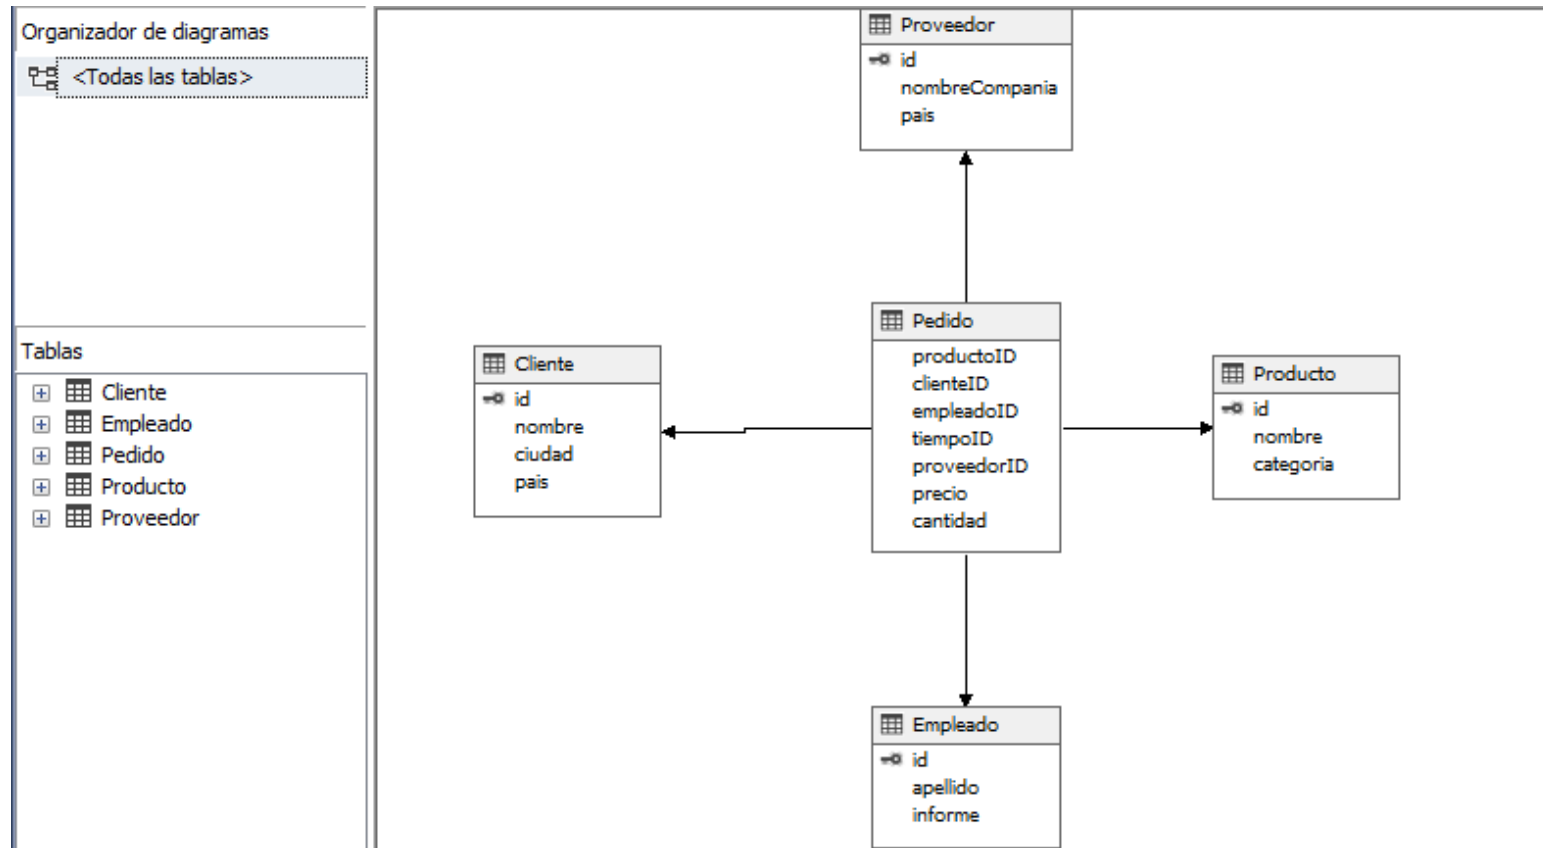 Organizador de diagramas
<Todas las tablas>
Tablas
Cliente
Empleado
Pedido
Producto
Proveedor
Proveedor
id
nombreCompania
pais
Cliente
id
nombre
ciudad
pais
Pedido
productoID
clienteID
empleadoID
tiempoID
proveedorID
precio
cantidad
Producto
id
nombre
categoria
Empleado
id
apellido
informe